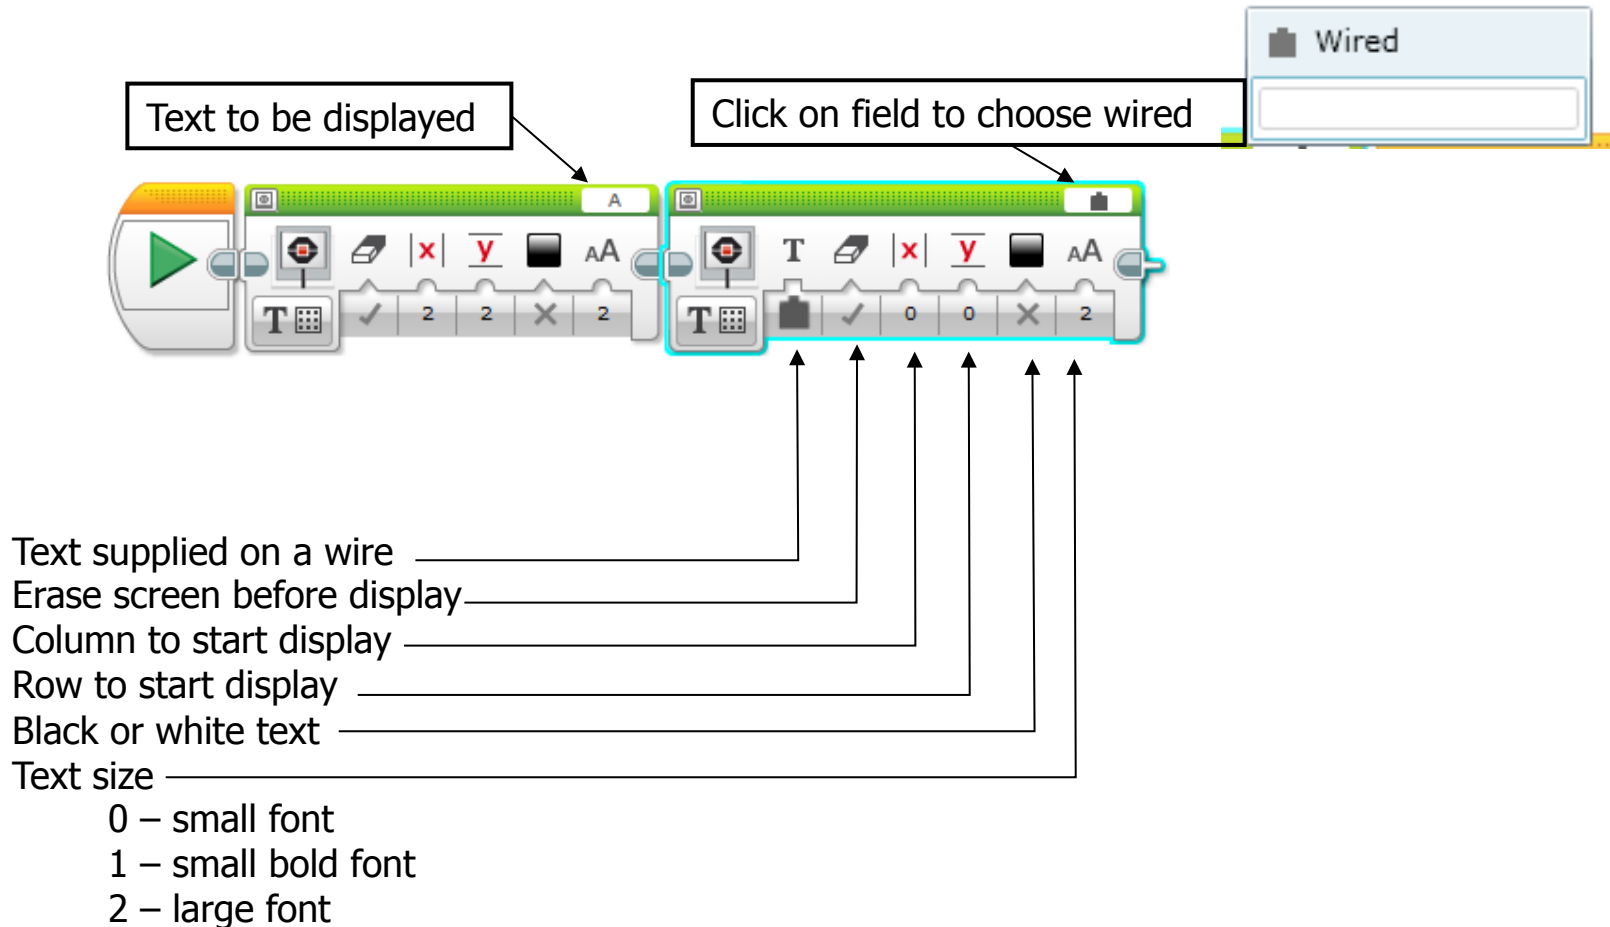 Wired
Text to be displayed
Click on field to choose wired
A
x y AA T x y AA
T 2 2 2 T 0 0 2
Text supplied on a wire
Erase screen before display
Column to start display
Row to start display
Black or white text
Text size
0 – small font
1 – small bold font
2 – large font